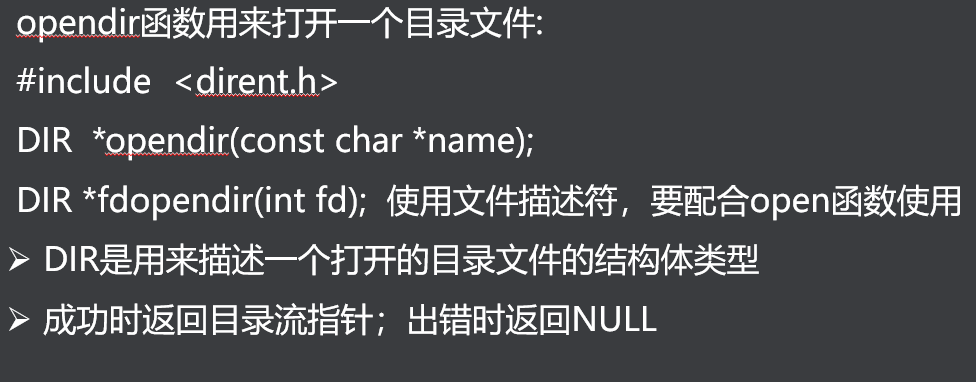 opendir函数用来打开一个目录文件:
#include <dirent.h>
DIR *opendir(const char *name);
DIR *fdopendir(int fd); 使用文件描述符，要配合open函数使用
➢ DIR是用来描述一个打开的目录文件的结构体类型
➢ 成功时返回目录流指针；出错时返回NULL